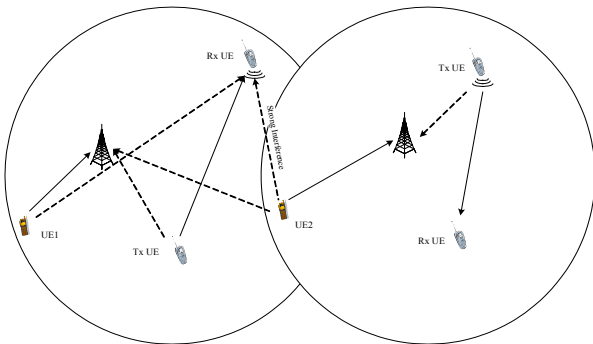 Rx UE
Tx UE
Strong Interference
UE1
UE2
Tx UE
Rx UE